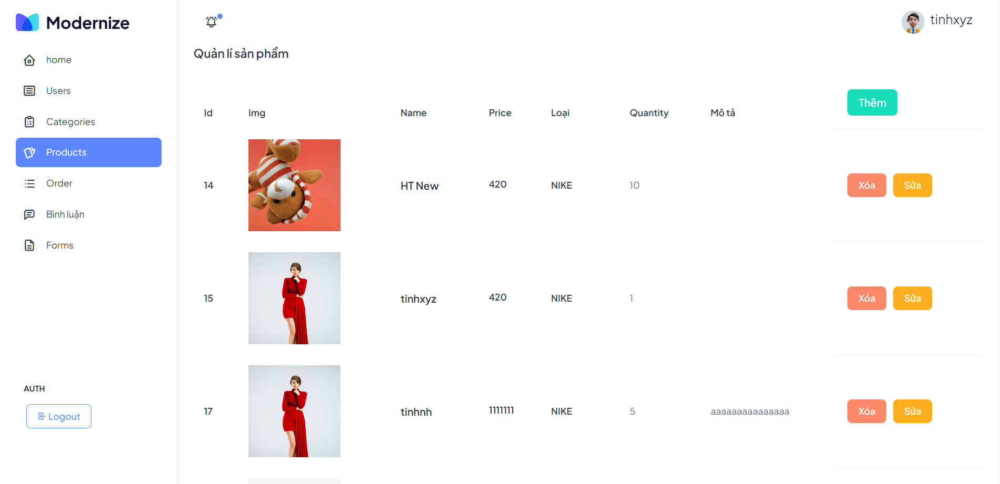 Modernize
tinhxyz
home
Users
Categories
Products
Order
Bình luận
Forms
AUTH
Logout
Quản lí sản phẩm
Id Img Name Price Loại Quantity Mô tả Thêm
14 HT New 420 NIKE 10 Xóa Sửa
15 tinhxyz 420 NIKE 1 Xóa Sửa
17 tinhnh 1111111 NIKE 5 aaaaaaaaaaaaaaa Xóa Sửa